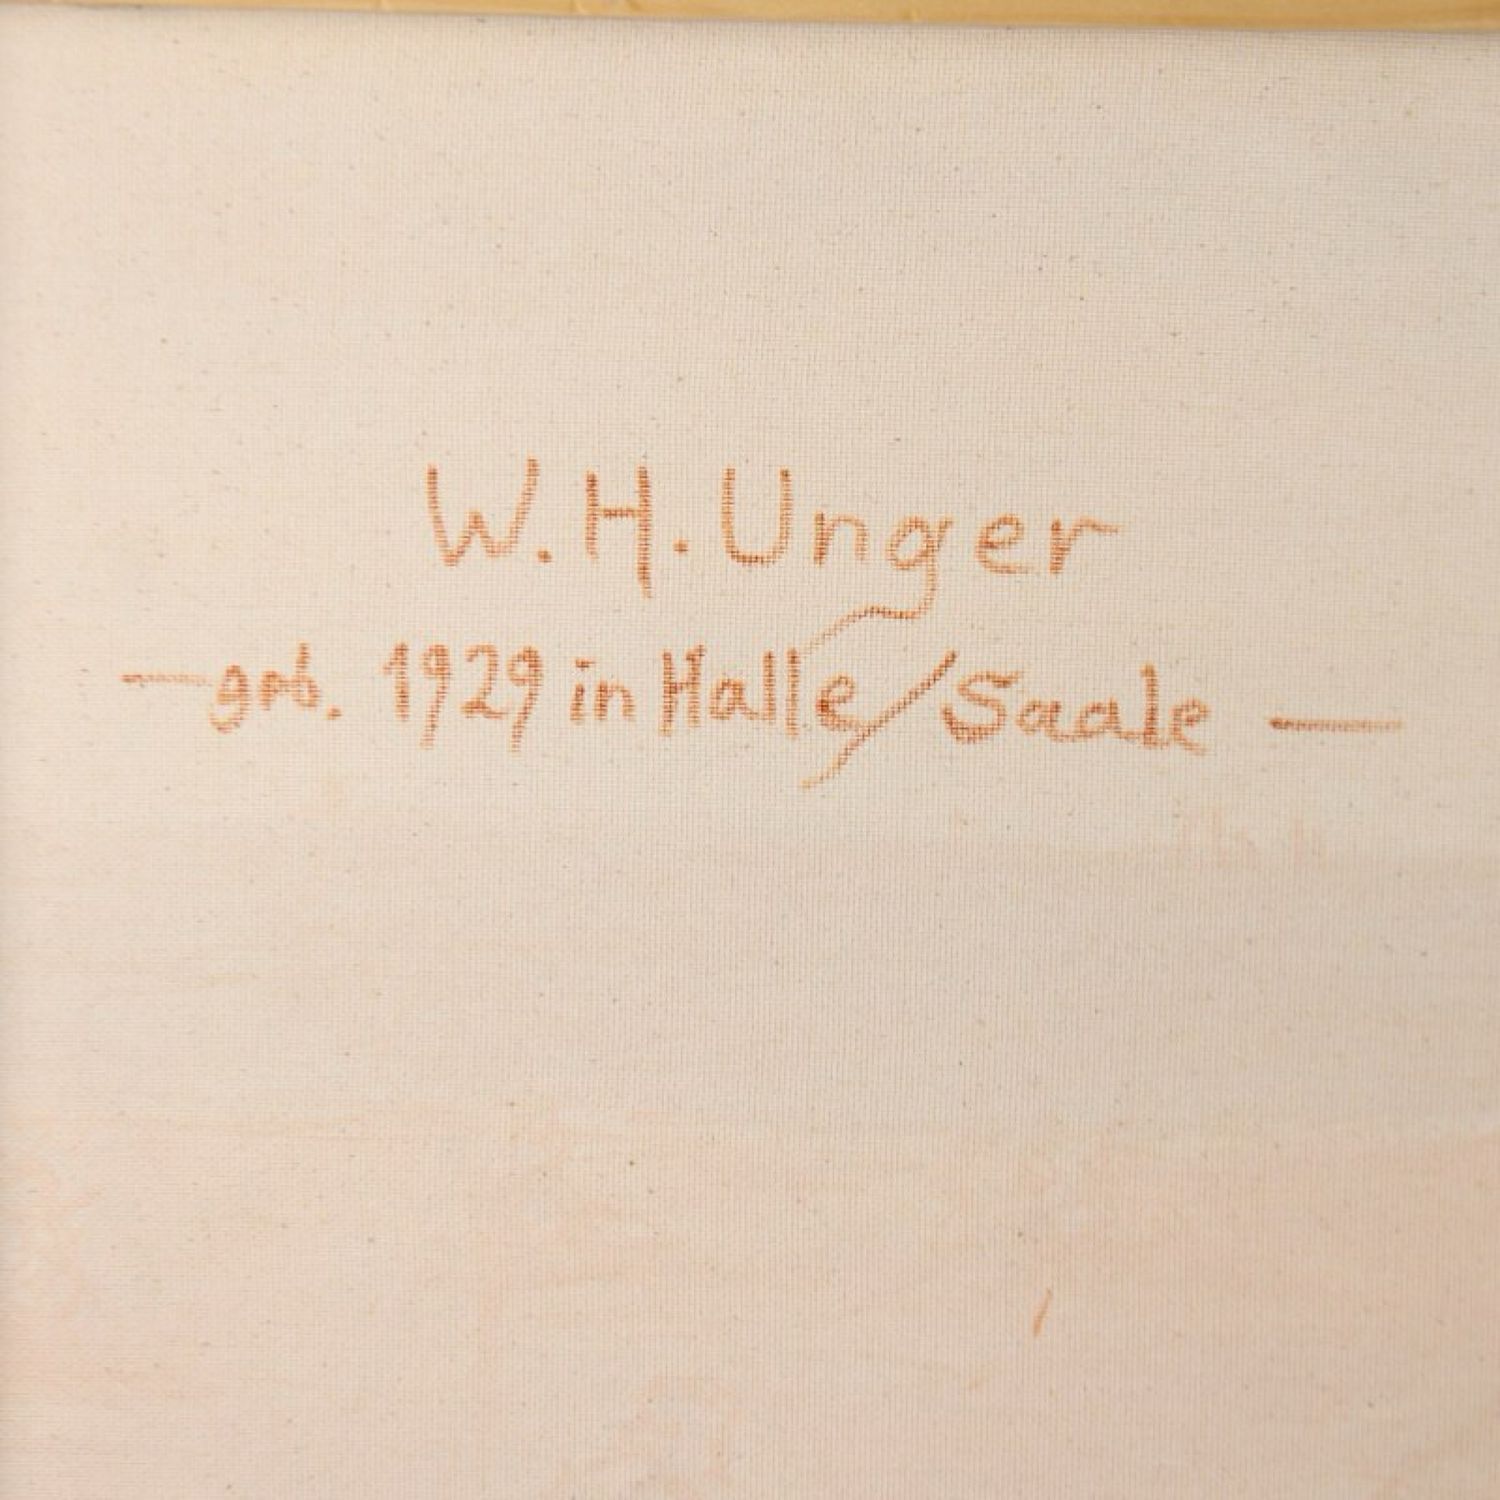 W.H. Unger
— geb. 1929 in Halle/Saale —